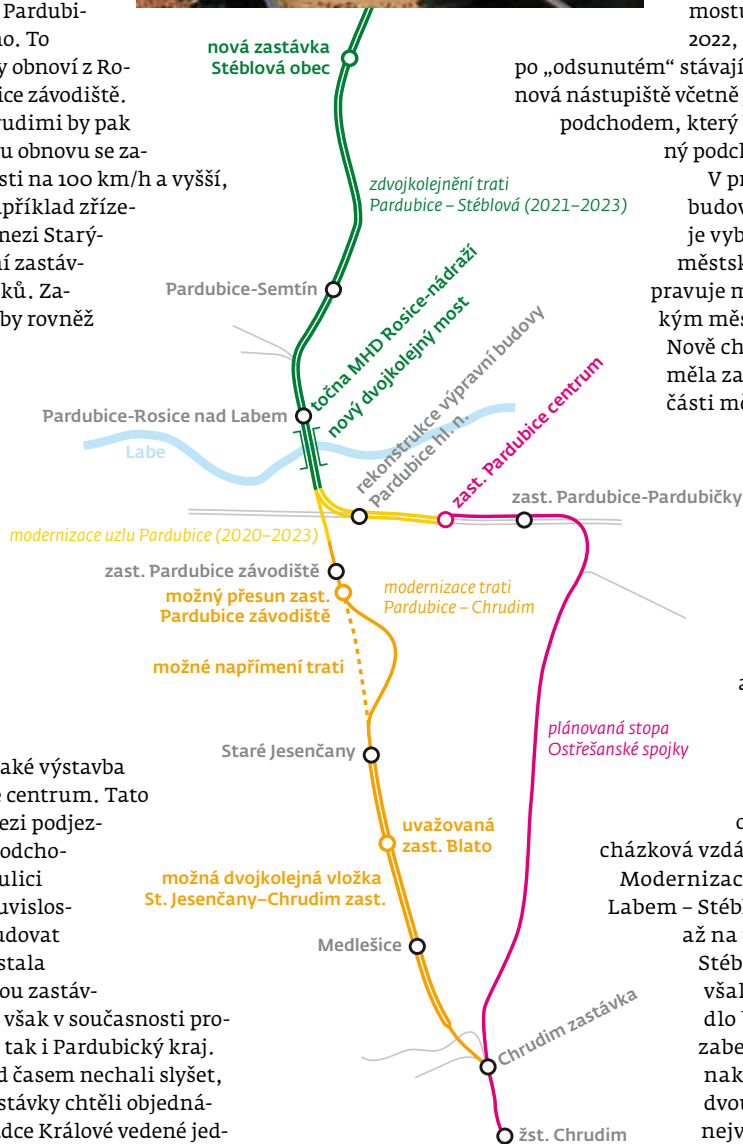 Pardubi-
no. To
y obnoví z Ro-
ice závodiště.
rudimi by pak
u obnovu se za-
sti na 100 km/h a vyšší,
apříklad zříze-
mezi Starý-
ní zastáv-
ků. Za-
by rovněž
nová zastávka
Stéblová obec
zdvojkolejnění trati
Pardubice – Stéblová (2021–2023)
Pardubice-Semtín
točna MHD Rosice-nádraží
nový dvojkolejný most
Pardubice-Rosice nad Labem
Labe
rekonstrukce výpravní budovy
Pardubice hl. n.
zast. Pardubice centrum
zast. Pardubice-Pardubičky
modernizace uzlu Pardubice (2020–2023)
zast. Pardubice závodiště
možný přesun zast.
Pardubice závodiště
modernizace trati
Pardubice – Chrudim
možné napřímení trati
plánovaná stopa
Ostřešanské spojky
Staré Jesenčany
uvažovaná
zast. Blato
možná dvojkolejná vložka
St. Jesenčany–Chrudim zast.
Medlešice
Chrudim zastávka
žst. Chrudim
také výstavba
e centrum. Tato
ezi podjez-
odcho-
ulici
uvislos-
udovat
stala
ou zastáv-
však v současnosti pro-
tak i Pardubický kraj.
d časem nechali slyšet,
stávky chtěli objedná-
adce Králové vedené jed-
mostu
2022,
po „odsunutém“ stávají
nová nástupiště včetně
podchodem, který
ný podch
V pr
budov
je vyb
městsk
pravuje m
kým měs
Nově ch
měla za
části mě
a
cházková vzdá
Modernizac
Labem – Stébl
až na
Stéb
všal
dlo
zabe
nak
dvou
nejv